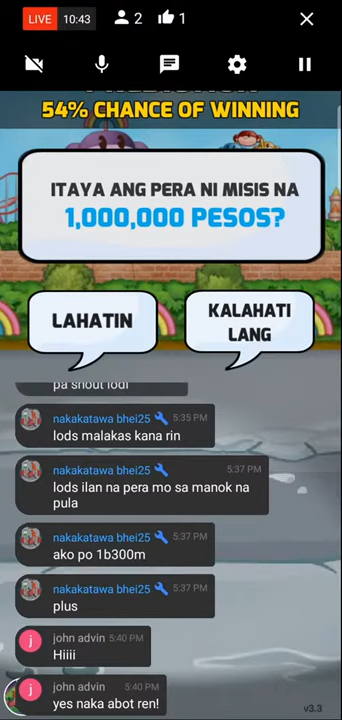 LIVE 10:43 2 1
54% CHANCE OF WINNING
ITAYA ANG PERA NI MISIS NA
1,000,000 PESOS?
LAHATIN
KALAHATI
LANG
pa shout lodi
nakakatawa bhei25 5:35 PM
lods malakas kana rin
nakakatawa bhei25 5:37 PM
lods ilan na pera mo sa manok na
pula
nakakatawa bhei25 5:37 PM
ako po 1b300m
nakakatawa bhei25 5:37 PM
plus
j john advin 5:40 PM
Hiiii
j john advin 5:40 PM
yes naka abot ren!
v3.3